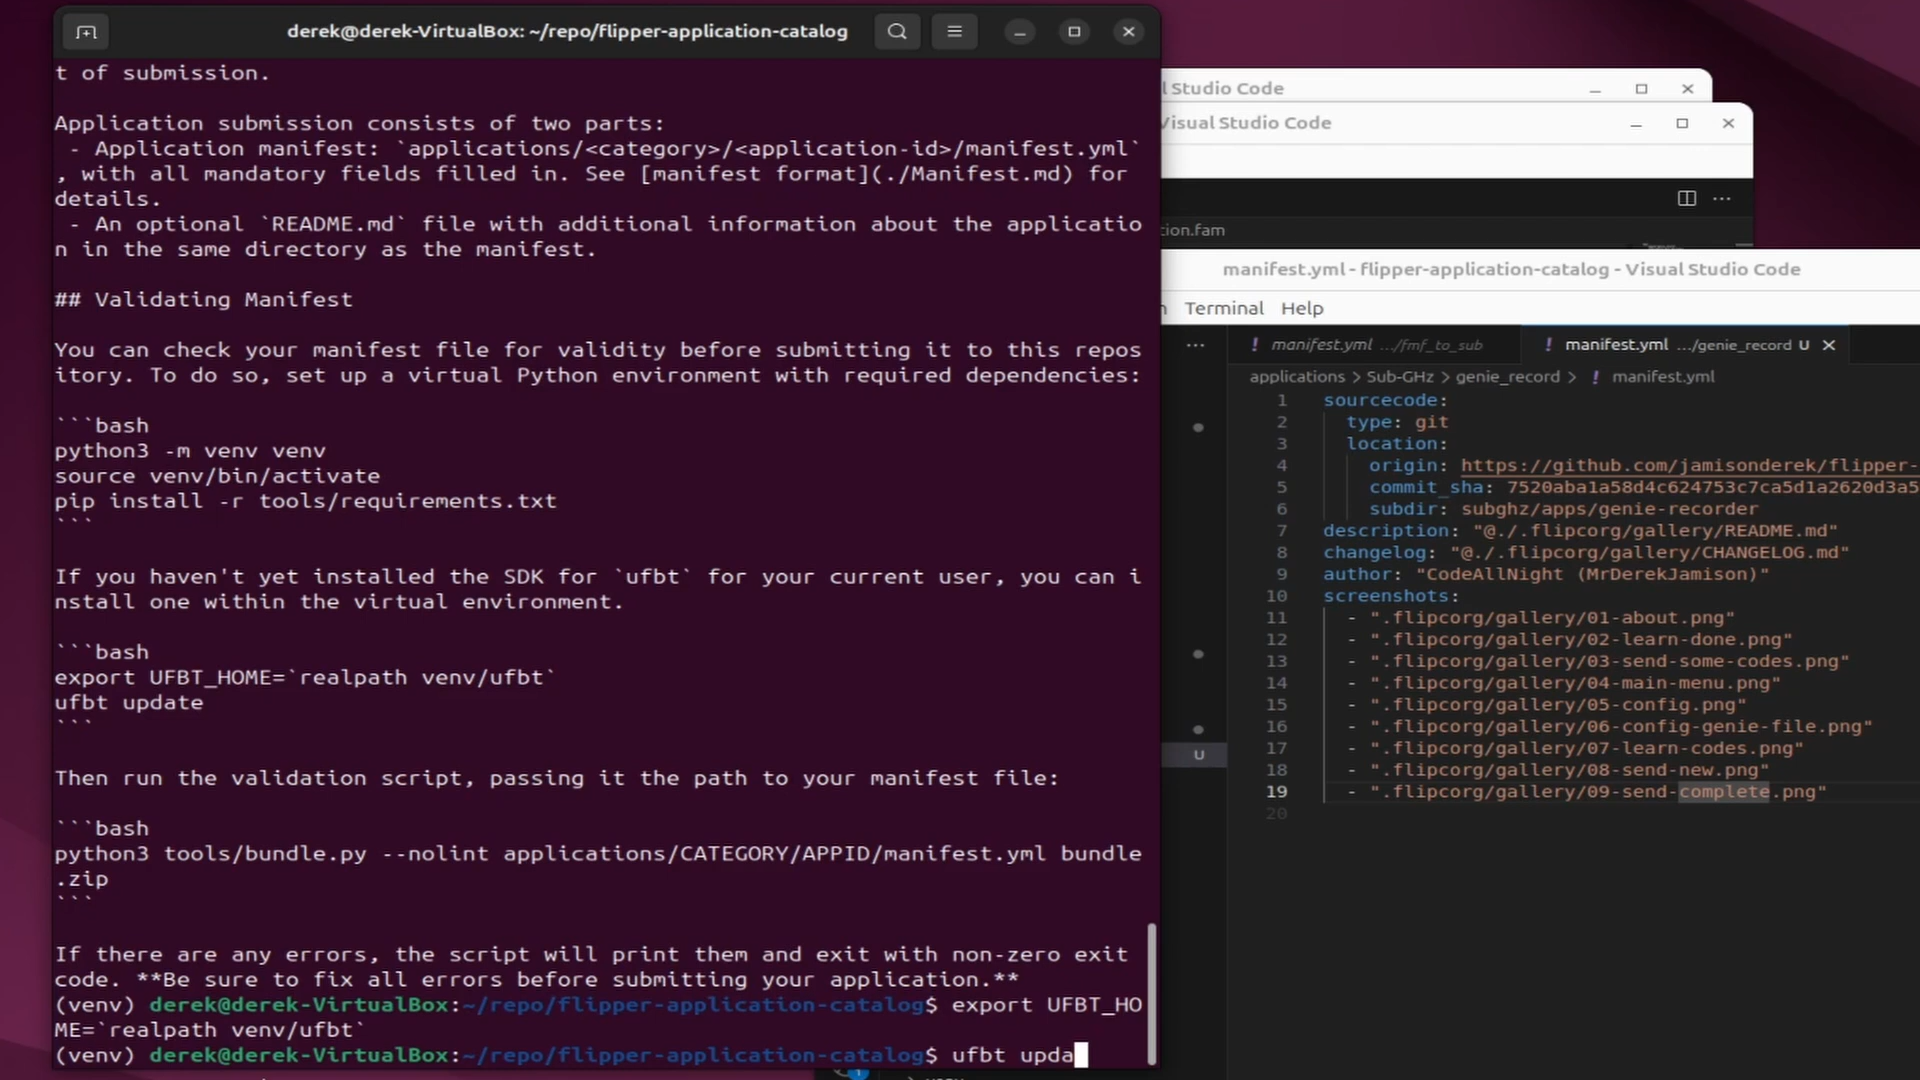 derek@derek-VirtualBox: ~/repo/flipper-application-catalog
t of submission.
Application submission consists of two parts:
- Application manifest: `applications/<category>/<application-id>/manifest.yml`
, with all mandatory fields filled in. See [manifest format](./Manifest.md) for
details.
- An optional `README.md` file with additional information about the applicatio
n in the same directory as the manifest.
## Validating Manifest
You can check your manifest file for validity before submitting it to this repos
itory. To do so, set up a virtual Python environment with required dependencies:
```bash
python3 -m venv venv
source venv/bin/activate
pip install -r tools/requirements.txt
```
If you haven't yet installed the SDK for `ufbt` for your current user, you can i
nstall one within the virtual environment.
```bash
export UFBT_HOME=`realpath venv/ufbt`
ufbt update
```
Then run the validation script, passing it the path to your manifest file:
```bash
python3 tools/bundle.py --nolint applications/CATEGORY/APPID/manifest.yml bundle
.zip
```
If there are any errors, the script will print them and exit with non-zero exit
code. **Be sure to fix all errors before submitting your application.**
(venv) derek@derek-VirtualBox:~/repo/flipper-application-catalog$ export UFBT_HO
ME=`realpath venv/ufbt`
(venv) derek@derek-VirtualBox:~/repo/flipper-application-catalog$ ufbt upda
l Studio Code
Visual Studio Code
tion.fam
manifest.yml - flipper-application-catalog - Visual Studio Code
Terminal Help
! manifest.yml .../fmf_to_sub
! manifest.yml .../genie_record U
applications > Sub-GHz > genie_record > ! manifest.yml
1 sourcecode:
2 type: git
3 location:
4 origin: https://github.com/jamisonderek/flipper-
5 commit_sha: 7520aba1a58d4c624753c7ca5d1a2620d3a5
6 subdir: subghz/apps/genie-recorder
7 description: "@./.flipcorg/gallery/README.md"
8 changelog: "@./.flipcorg/gallery/CHANGELOG.md"
9 author: "CodeAllNight (MrDerekJamison)"
10 screenshots:
11 - ".flipcorg/gallery/01-about.png"
12 - ".flipcorg/gallery/02-learn-done.png"
13 - ".flipcorg/gallery/03-send-some-codes.png"
14 - ".flipcorg/gallery/04-main-menu.png"
15 - ".flipcorg/gallery/05-config.png"
16 - ".flipcorg/gallery/06-config-genie-file.png"
17 - ".flipcorg/gallery/07-learn-codes.png"
18 - ".flipcorg/gallery/08-send-new.png"
19 - ".flipcorg/gallery/09-send-complete.png"
20
U